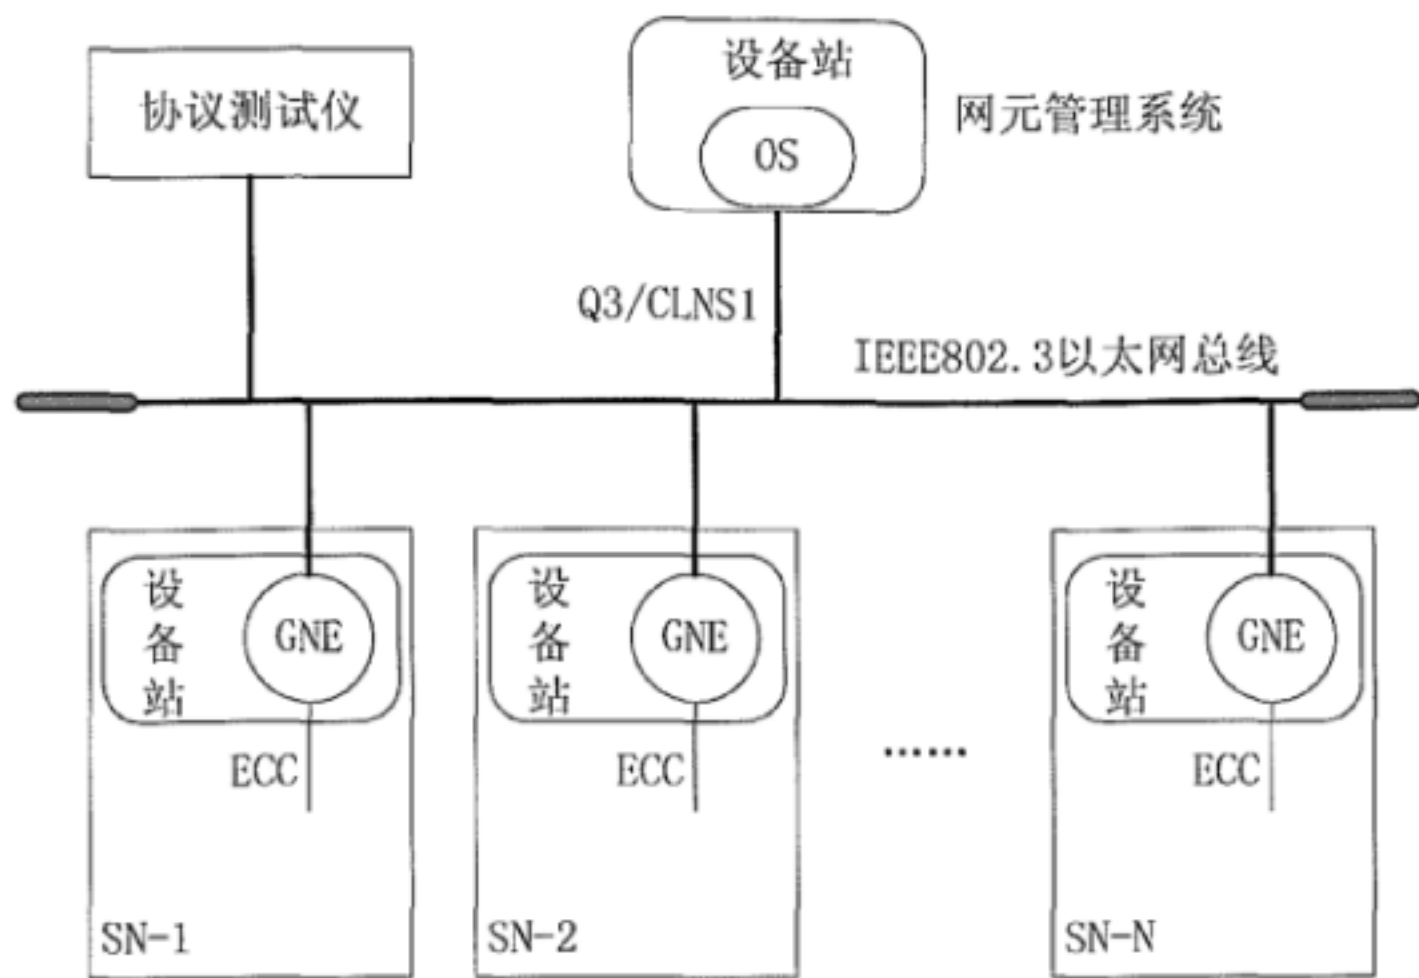 协议测试仪
设备站
OS
网元管理系统
Q3/CLNS1
IEEE802.3以太网总线
设备站
GNE
ECC
SN-1
设备站
GNE
ECC
SN-2
……
设备站
GNE
ECC
SN-N